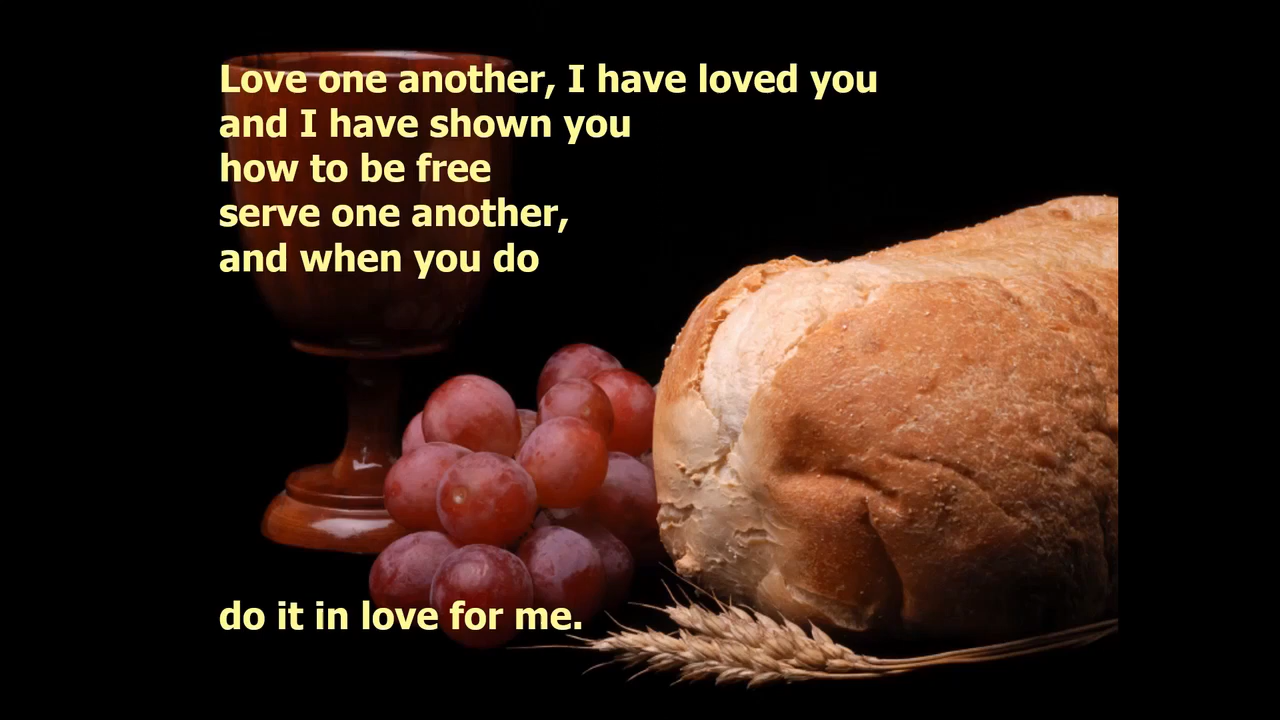 Love one another, I have loved you
and I have shown you
how to be free
serve one another,
and when you do
do it in love for me.